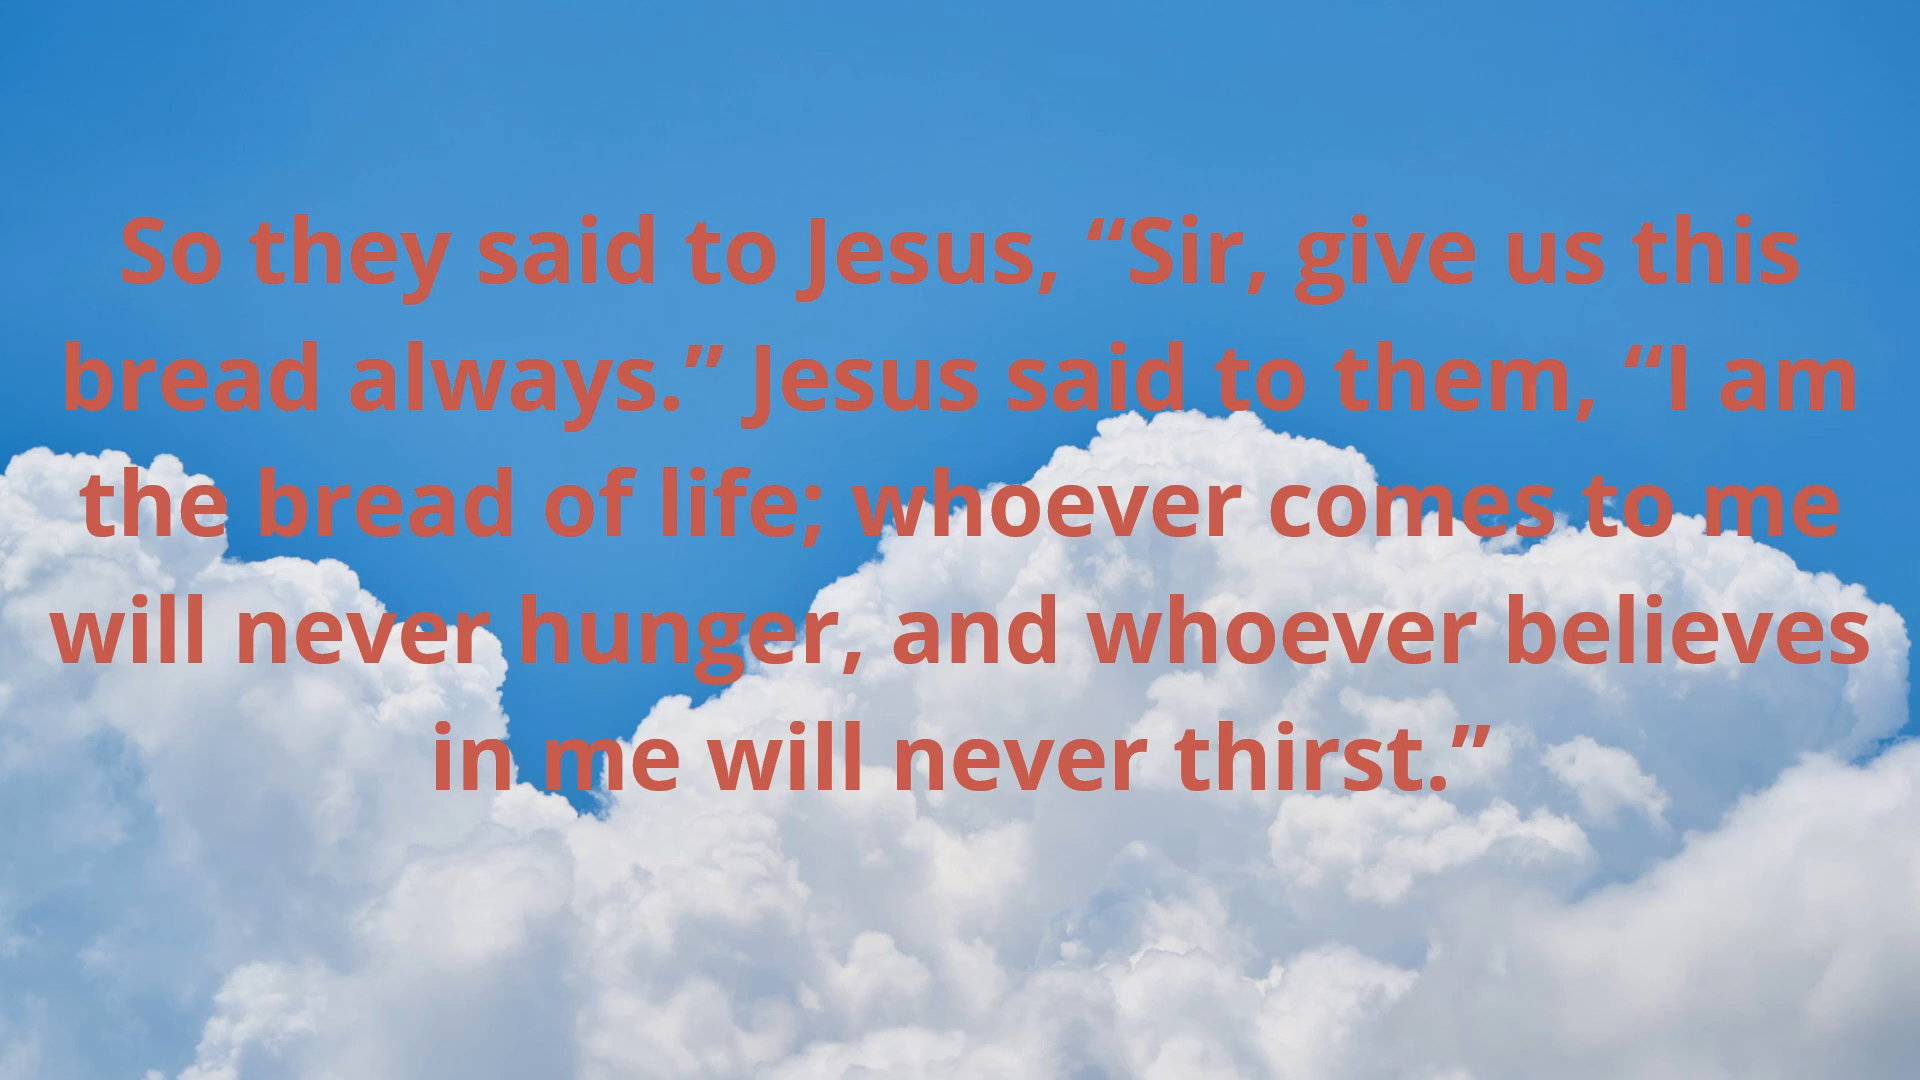 So they said to Jesus, “Sir, give us this
bread always.” Jesus said to them, “I am
the bread of life; whoever comes to me
will never hunger, and whoever believes
in me will never thirst.”